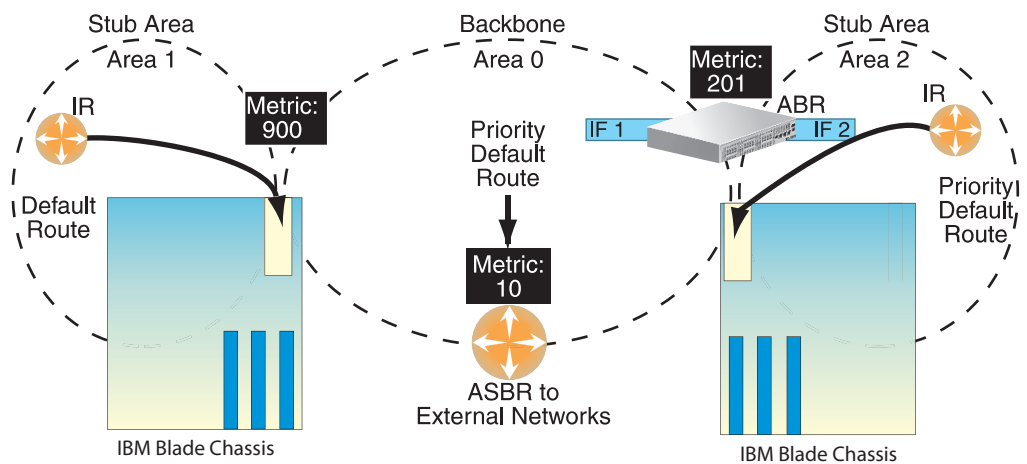 Stub Area
Area 1
IR
Metric:
900
Default
Route
IBM Blade Chassis
Backbone
Area 0
Priority
Default
Route
Metric:
10
ASBR to
External Networks
Stub Area
Area 2
Metric:
201
ABR
IF 1
IF 2
IR
Priority
Default
Route
IBM Blade Chassis